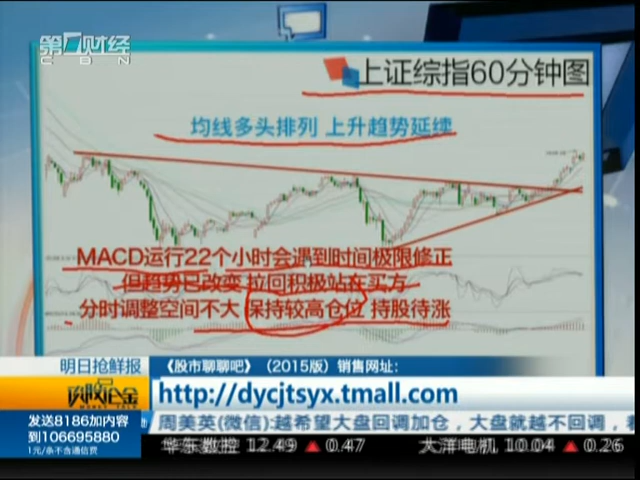 第一财经
CBN
上证综指60分钟图
均线多头排列 上升趋势延续
MACD运行22个小时会遇到时间极限修正
但趋势已改变 拉回积极站在买方
分时调整空间不大 保持较高仓位 持股待涨
明日抢鲜报
《股市聊聊吧》（2015版）销售网址：
谈股论金
http://dycjtsyx.tmall.com
发送8186加内容
到106695880
1元/条不含通信费
周美英(微信):越希望大盘回调加仓，大盘就越不回调，
华东数控 12.49 ▲ 0.47 大洋电机 10.04 ▲ 0.26